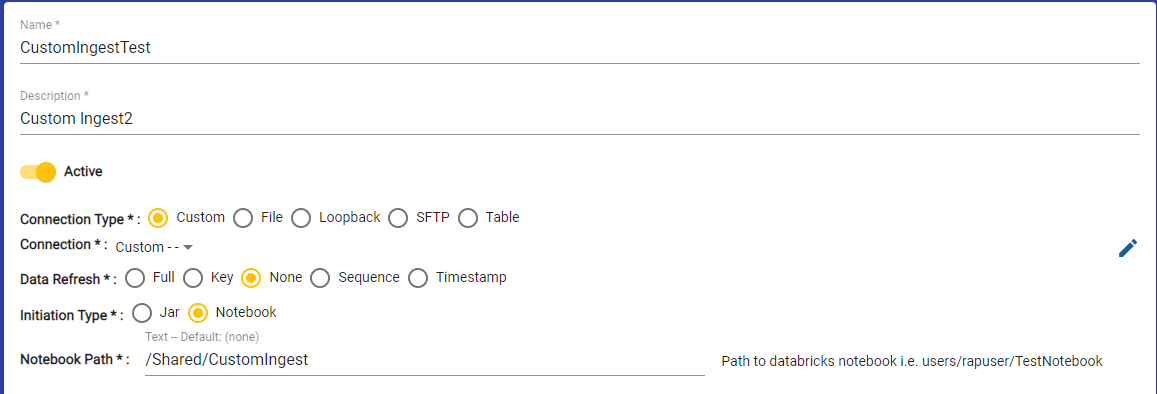 Name *
CustomIngestTest
Description *
Custom Ingest2
Active
Connection Type * : Custom File Loopback SFTP Table
Connection * : Custom - -
Data Refresh * : Full Key None Sequence Timestamp
Initiation Type * : Jar Notebook
Text -- Default: (none)
Notebook Path * : /Shared/CustomIngest Path to databricks notebook i.e. users/rapuser/TestNotebook